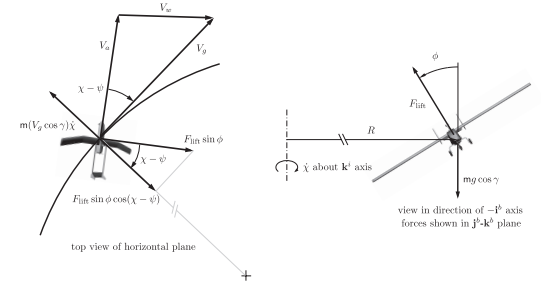 V_w
V_a
V_g
χ − ψ
m(V_g cos γ)χ̇
F_lift sin ϕ
χ − ψ
F_lift sin ϕ cos(χ − ψ)
top view of horizontal plane
ϕ
F_lift
R
χ̇ about k^i axis
mg cos γ
view in direction of −i^b axis
forces shown in j^b-k^b plane